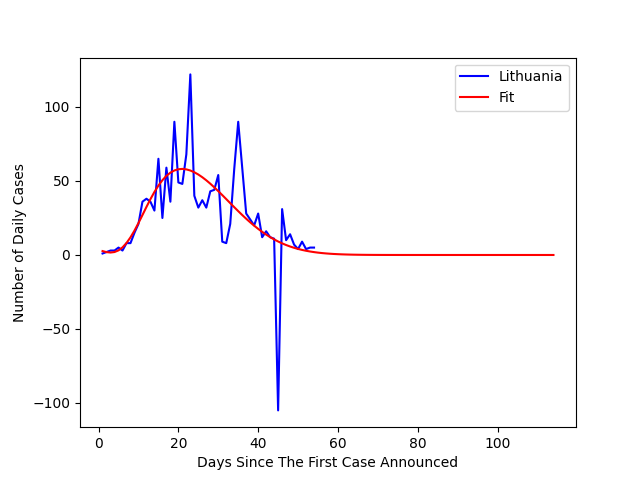 Lithuania
Fit
100
50
0
−50
−100
Number of Daily Cases
0 20 40 60 80 100
Days Since The First Case Announced